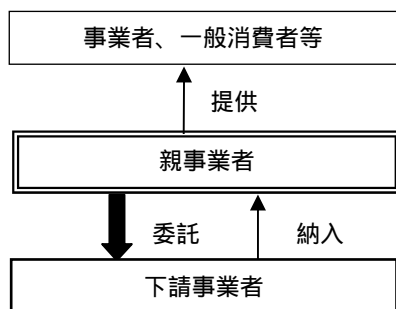 事業者、一般消費者等
提供
親事業者
委託 納入
下請事業者